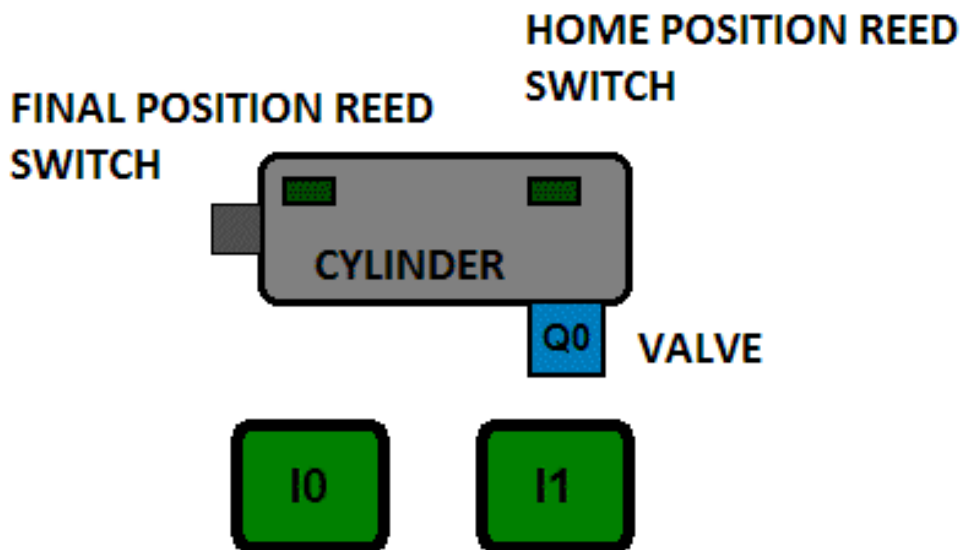 HOME POSITION REED
SWITCH
FINAL POSITION REED
SWITCH
CYLINDER
Q0
VALVE
I0
I1